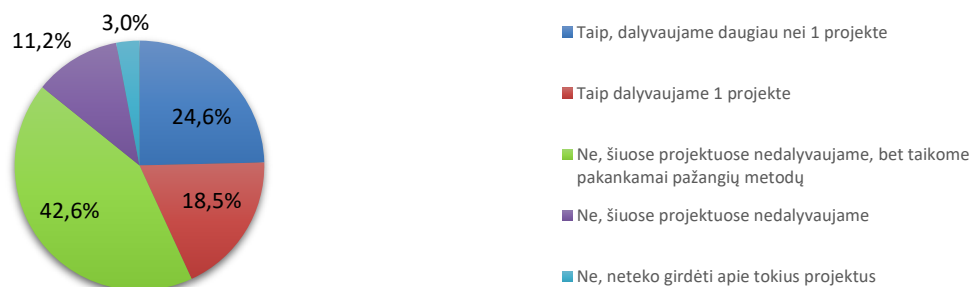 3,0%
11,2%
24,6%
18,5%
42,6%
Taip, dalyvaujame daugiau nei 1 projekte
Taip dalyvaujame 1 projekte
Ne, šiuose projektuose nedalyvaujame, bet taikome
pakankamai pažangių metodų
Ne, šiuose projektuose nedalyvaujame
Ne, neteko girdėti apie tokius projektus